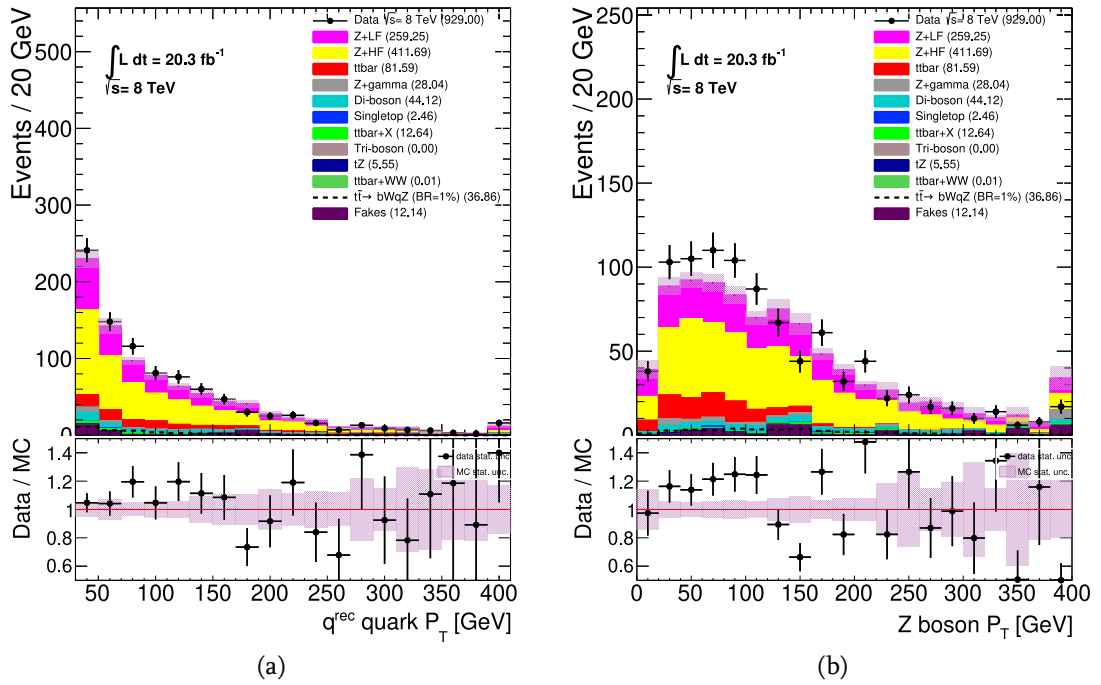 Events / 20 GeV
500
400
300
200
100
0
∫L dt = 20.3 fb⁻¹
√s= 8 TeV
Data √s= 8 TeV (929.00)
Z+LF (259.25)
Z+HF (411.69)
ttbar (81.59)
Z+gamma (28.04)
Di-boson (44.12)
Singletop (2.46)
ttbar+X (12.64)
Tri-boson (0.00)
tZ (5.55)
ttbar+WW (0.01)
tt̄→ bWqZ (BR=1%) (36.86)
Fakes (12.14)
Data / MC
1.4
1.2
1
0.8
0.6
data stat. unc.
MC stat. unc.
50 100 150 200 250 300 350 400
q^rec quark P_T [GeV]
(a)
Events / 20 GeV
250
200
150
100
50
0
∫L dt = 20.3 fb⁻¹
√s= 8 TeV
Data √s= 8 TeV (929.00)
Z+LF (259.25)
Z+HF (411.69)
ttbar (81.59)
Z+gamma (28.04)
Di-boson (44.12)
Singletop (2.46)
ttbar+X (12.64)
Tri-boson (0.00)
tZ (5.55)
ttbar+WW (0.01)
tt̄→ bWqZ (BR=1%) (36.86)
Fakes (12.14)
Data / MC
1.4
1.2
1
0.8
0.6
data stat. unc.
MC stat. unc.
0 50 100 150 200 250 300 350 400
Z boson P_T [GeV]
(b)